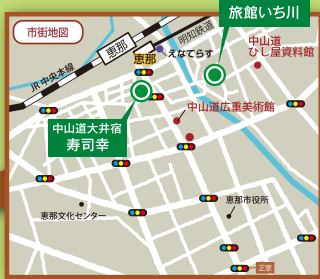 旅館いち川
市街地図
明知鉄道
中山道
ひし屋資料館
恵那
えなてらす
恵那
JR中央本線
中山道広重美術館
中山道大井宿
寿司幸
恵那文化センター
恵那市役所
正家